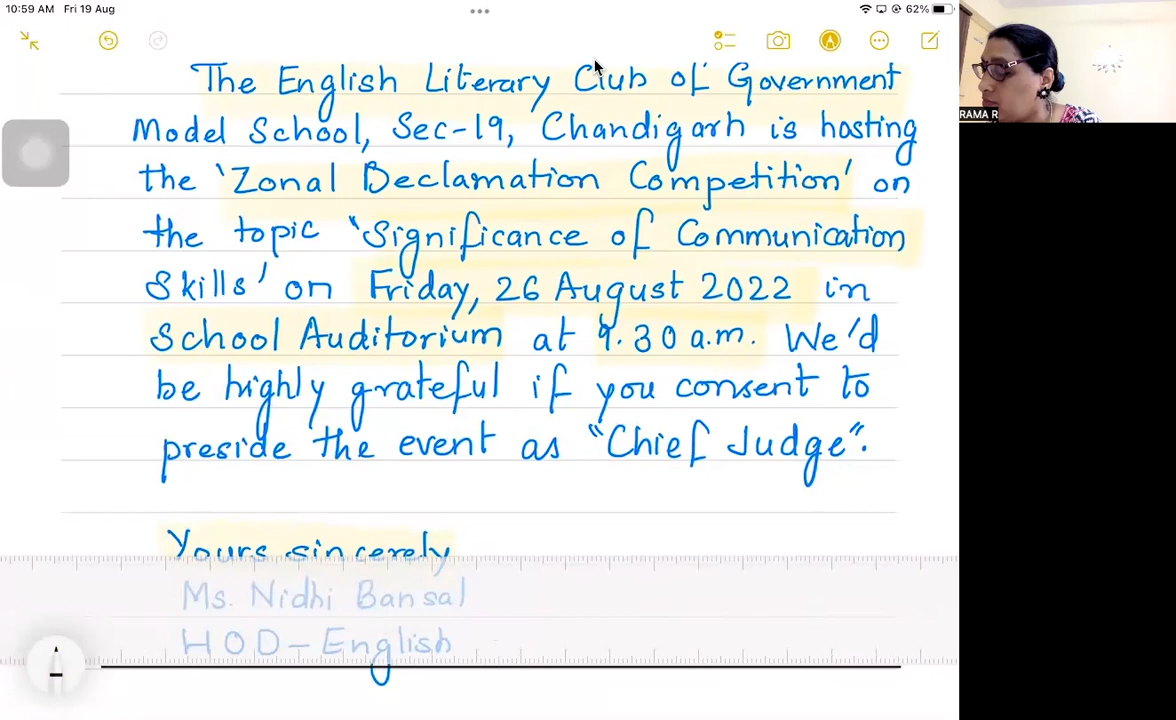 10:59 AM Fri 19 Aug
62%
The English Literary Club of Government
Model School, Sec-19, Chandigarh is hosting
the 'Zonal Declamation Competition' on
the topic 'Significance of Communication
Skills' on Friday, 26 August 2022 in
School Auditorium at 9.30 a.m. We'd
be highly grateful if you consent to
preside the event as "Chief Judge".
Yours sincerely
Ms. Nidhi Bansal
HOD-English
RAMA R